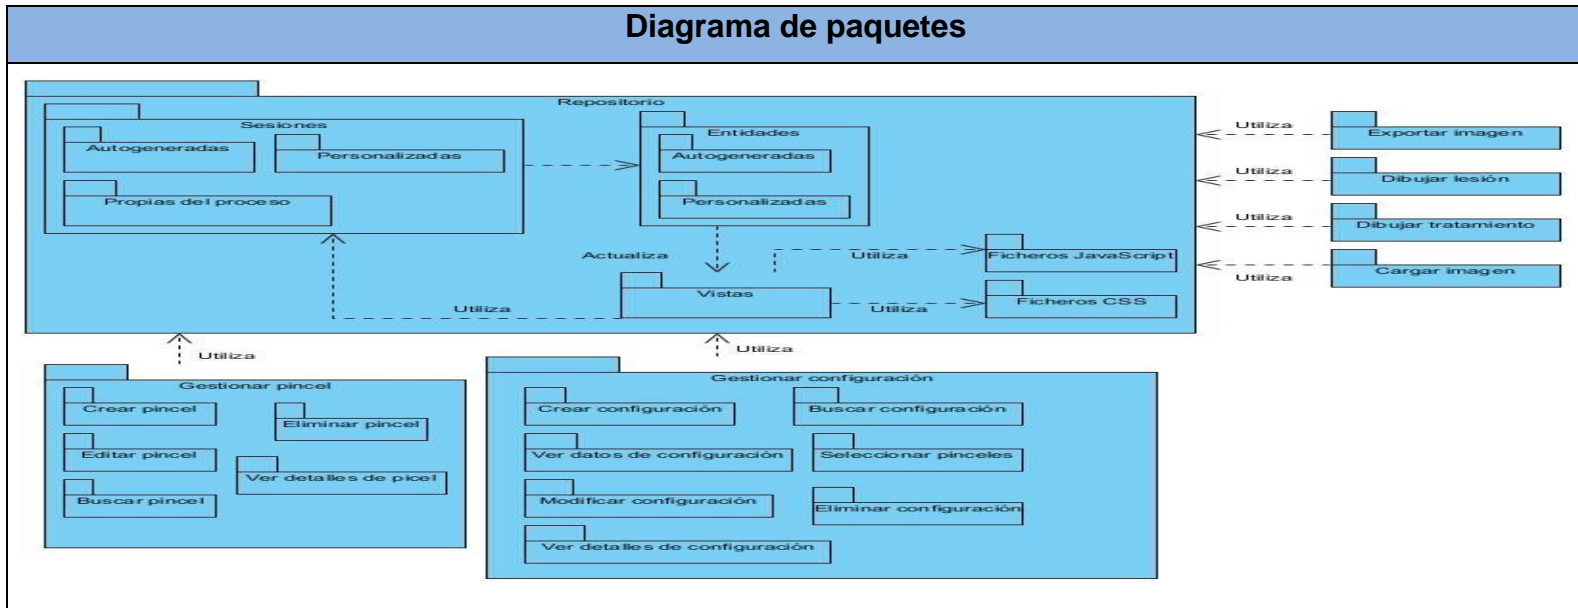 Diagrama de paquetes
Repositorio
Sesiones
Autogeneradas
Personalizadas
Propias del proceso
Entidades
Autogeneradas
Personalizadas
Actualiza
Utiliza
Ficheros JavaScript
Vistas
Utiliza
Utiliza
Ficheros CSS
Utiliza
Exportar imagen
Utiliza
Dibujar lesión
Utiliza
Dibujar tratamiento
Utiliza
Cargar imagen
Utiliza
Gestionar pincel
Crear pincel
Eliminar pincel
Editar pincel
Ver detalles de picel
Buscar pincel
Utiliza
Gestionar configuración
Crear configuración
Buscar configuración
Ver datos de configuración
Seleccionar pinceles
Modificar configuración
Eliminar configuración
Ver detalles de configuración